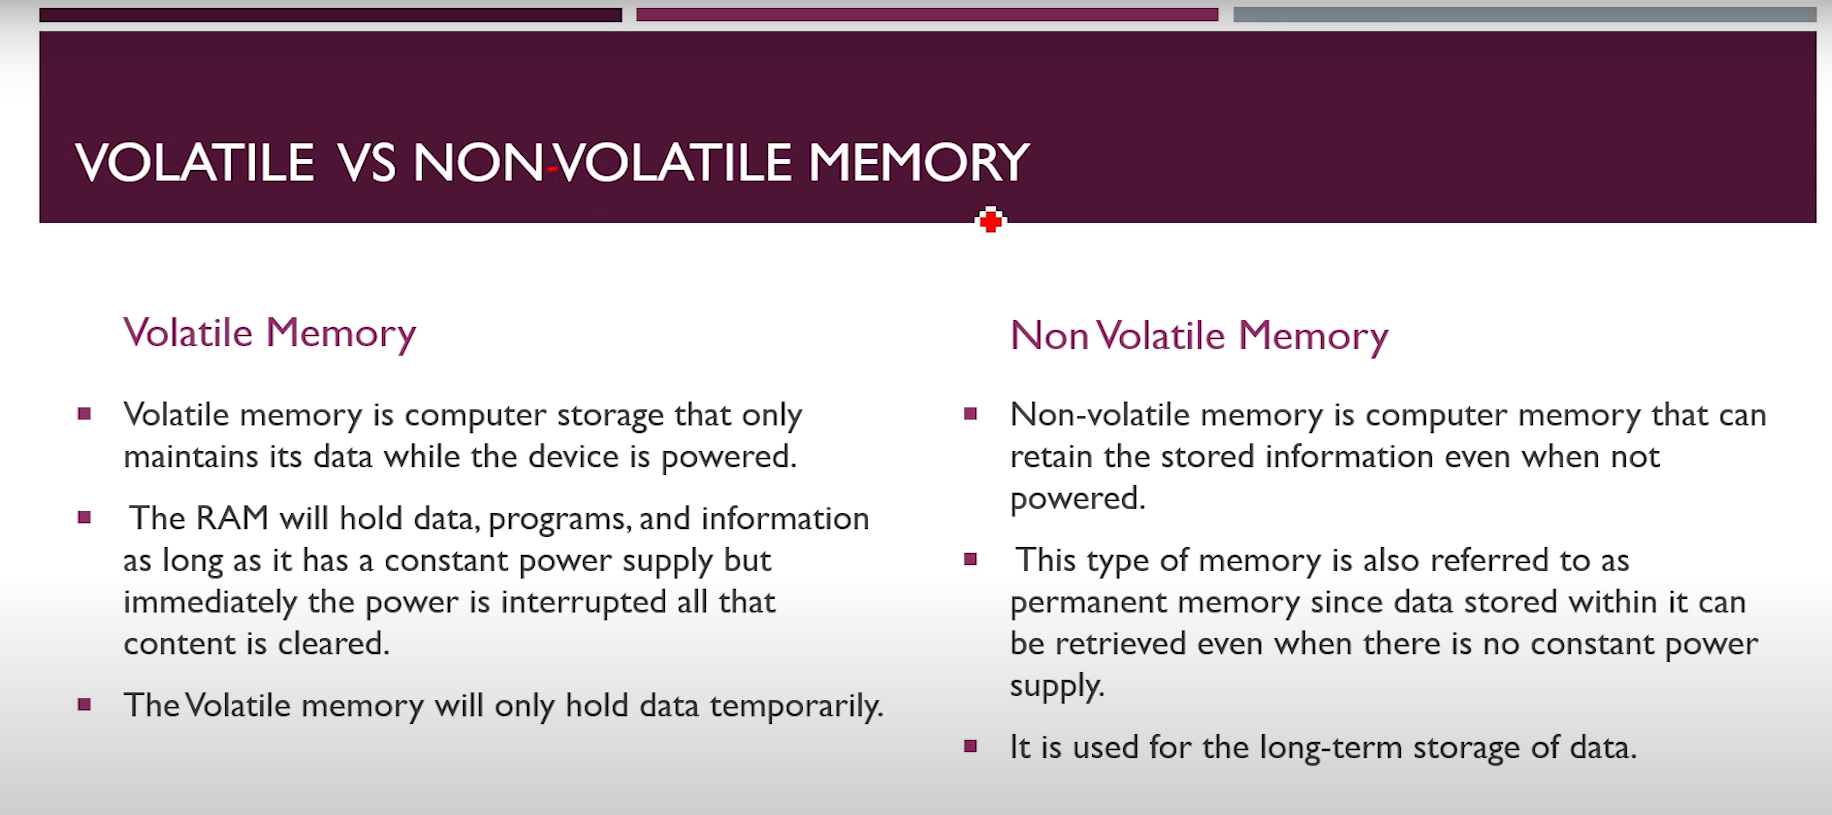 VOLATILE VS NON-VOLATILE MEMORY
Volatile Memory
Volatile memory is computer storage that only
maintains its data while the device is powered.
The RAM will hold data, programs, and information
as long as it has a constant power supply but
immediately the power is interrupted all that
content is cleared.
The Volatile memory will only hold data temporarily.
Non Volatile Memory
Non-volatile memory is computer memory that can
retain the stored information even when not
powered.
This type of memory is also referred to as
permanent memory since data stored within it can
be retrieved even when there is no constant power
supply.
It is used for the long-term storage of data.